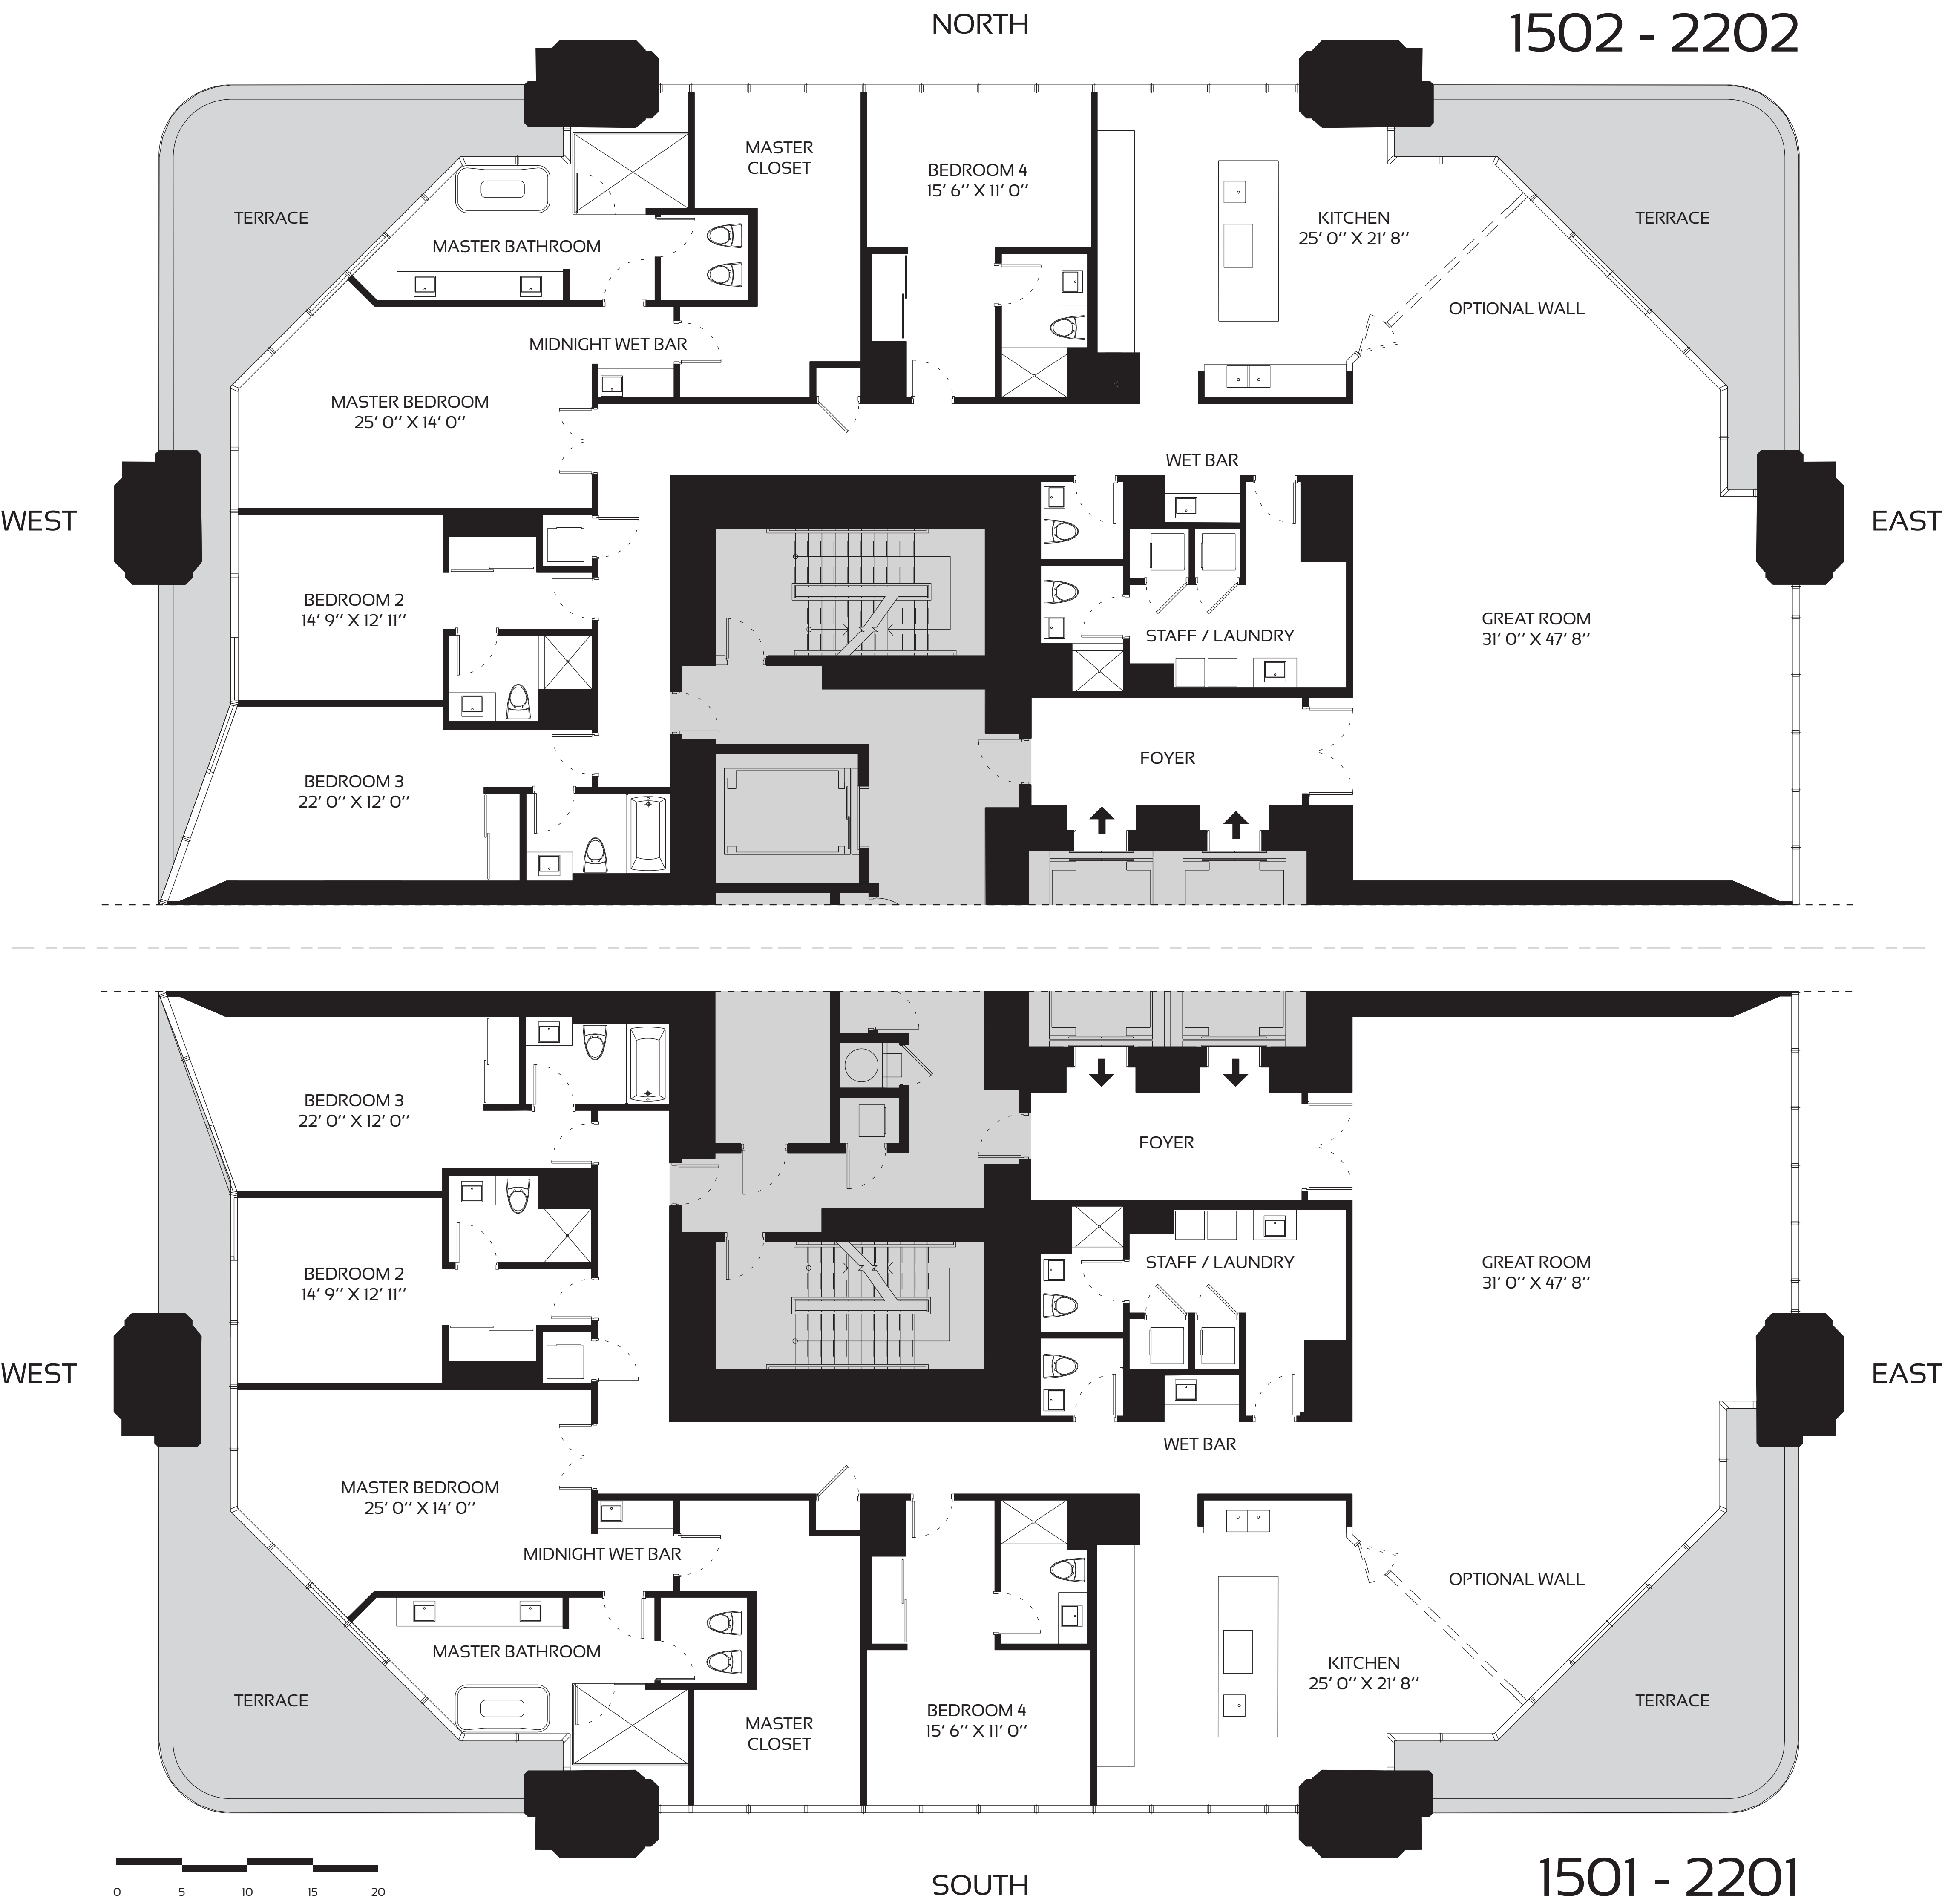 NORTH
1502 - 2202
MASTER
CLOSET
BEDROOM 4
15' 6'' X 11' 0''
TERRACE
KITCHEN
25' 0'' X 21' 8''
TERRACE
MASTER BATHROOM
OPTIONAL WALL
MIDNIGHT WET BAR
MASTER BEDROOM
25' 0'' X 14' 0''
T
K
WET BAR
WEST
EAST
BEDROOM 2
14' 9'' X 12' 11''
GREAT ROOM
31' 0'' X 47' 8''
STAFF / LAUNDRY
FOYER
BEDROOM 3
22' 0'' X 12' 0''
BEDROOM 3
22' 0'' X 12' 0''
FOYER
STAFF / LAUNDRY
GREAT ROOM
31' 0'' X 47' 8''
BEDROOM 2
14' 9'' X 12' 11''
WEST
EAST
WET BAR
MASTER BEDROOM
25' 0'' X 14' 0''
MIDNIGHT WET BAR
OPTIONAL WALL
MASTER BATHROOM
KITCHEN
25' 0'' X 21' 8''
TERRACE
TERRACE
BEDROOM 4
15' 6'' X 11' 0''
MASTER
CLOSET
0 5 10 15 20
SOUTH
1501 - 2201